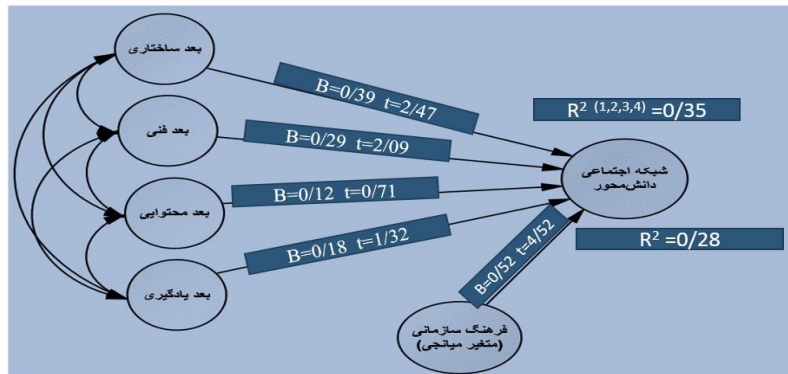 بعد ساختاری
B=0/39 t=2/47
R² (1,2,3,4) =0/35
بعد فنی
B=0/29 t=2/09
شبکه اجتماعی
دانش‌محور
بعد محتوایی
B=0/12 t=0/71
R² =0/28
بعد یادگیری
B=0/18 t=1/32
B=0/52 t=4/52
فرهنگ سازمانی
(متغیر میانجی)